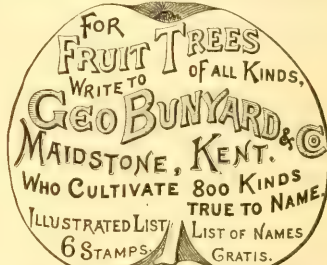 FOR
FRUIT TREES
WRITE TO OF ALL KINDS,
GEO BUNYARD & CO
MAIDSTONE, KENT.
WHO CULTIVATE 800 KINDS
TRUE TO NAME.
ILLUSTRATED LIST LIST OF NAMES
6 STAMPS. GRATIS.